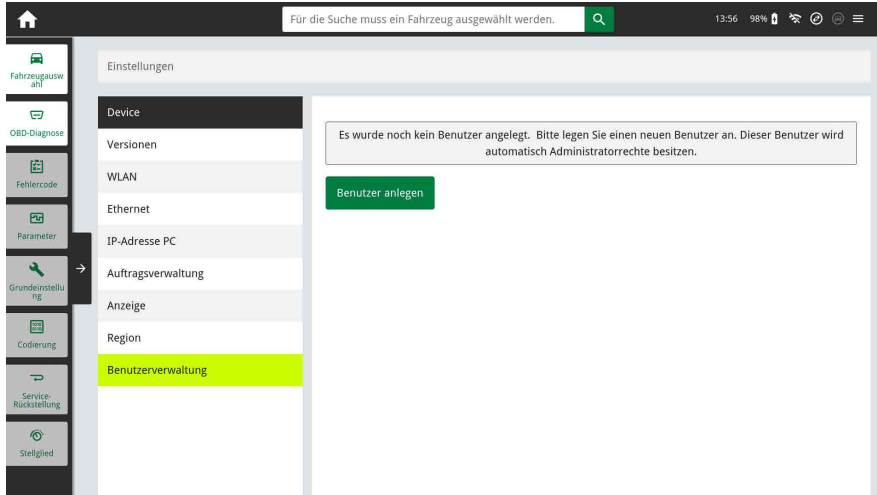 Für die Suche muss ein Fahrzeug ausgewählt werden.
13:56 98%
Fahrzeugausw
ahl
OBD-Diagnose
Fehlercode
Parameter
Grundeinstellu
ng
Codierung
Service-
Rückstellung
Stellglied
Einstellungen
Device
Versionen
WLAN
Ethernet
IP-Adresse PC
Auftragsverwaltung
Anzeige
Region
Benutzerverwaltung
Es wurde noch kein Benutzer angelegt. Bitte legen Sie einen neuen Benutzer an. Dieser Benutzer wird
automatisch Administratorrechte besitzen.
Benutzer anlegen